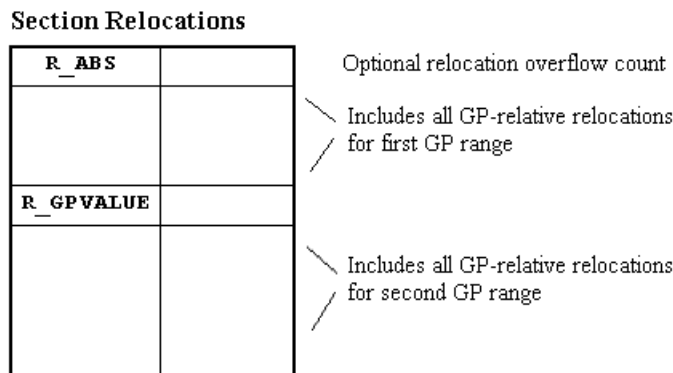 Section Relocations
R_ABS
Optional relocation overflow count
Includes all GP-relative relocations
for first GP range
R_GPVALUE
Includes all GP-relative relocations
for second GP range